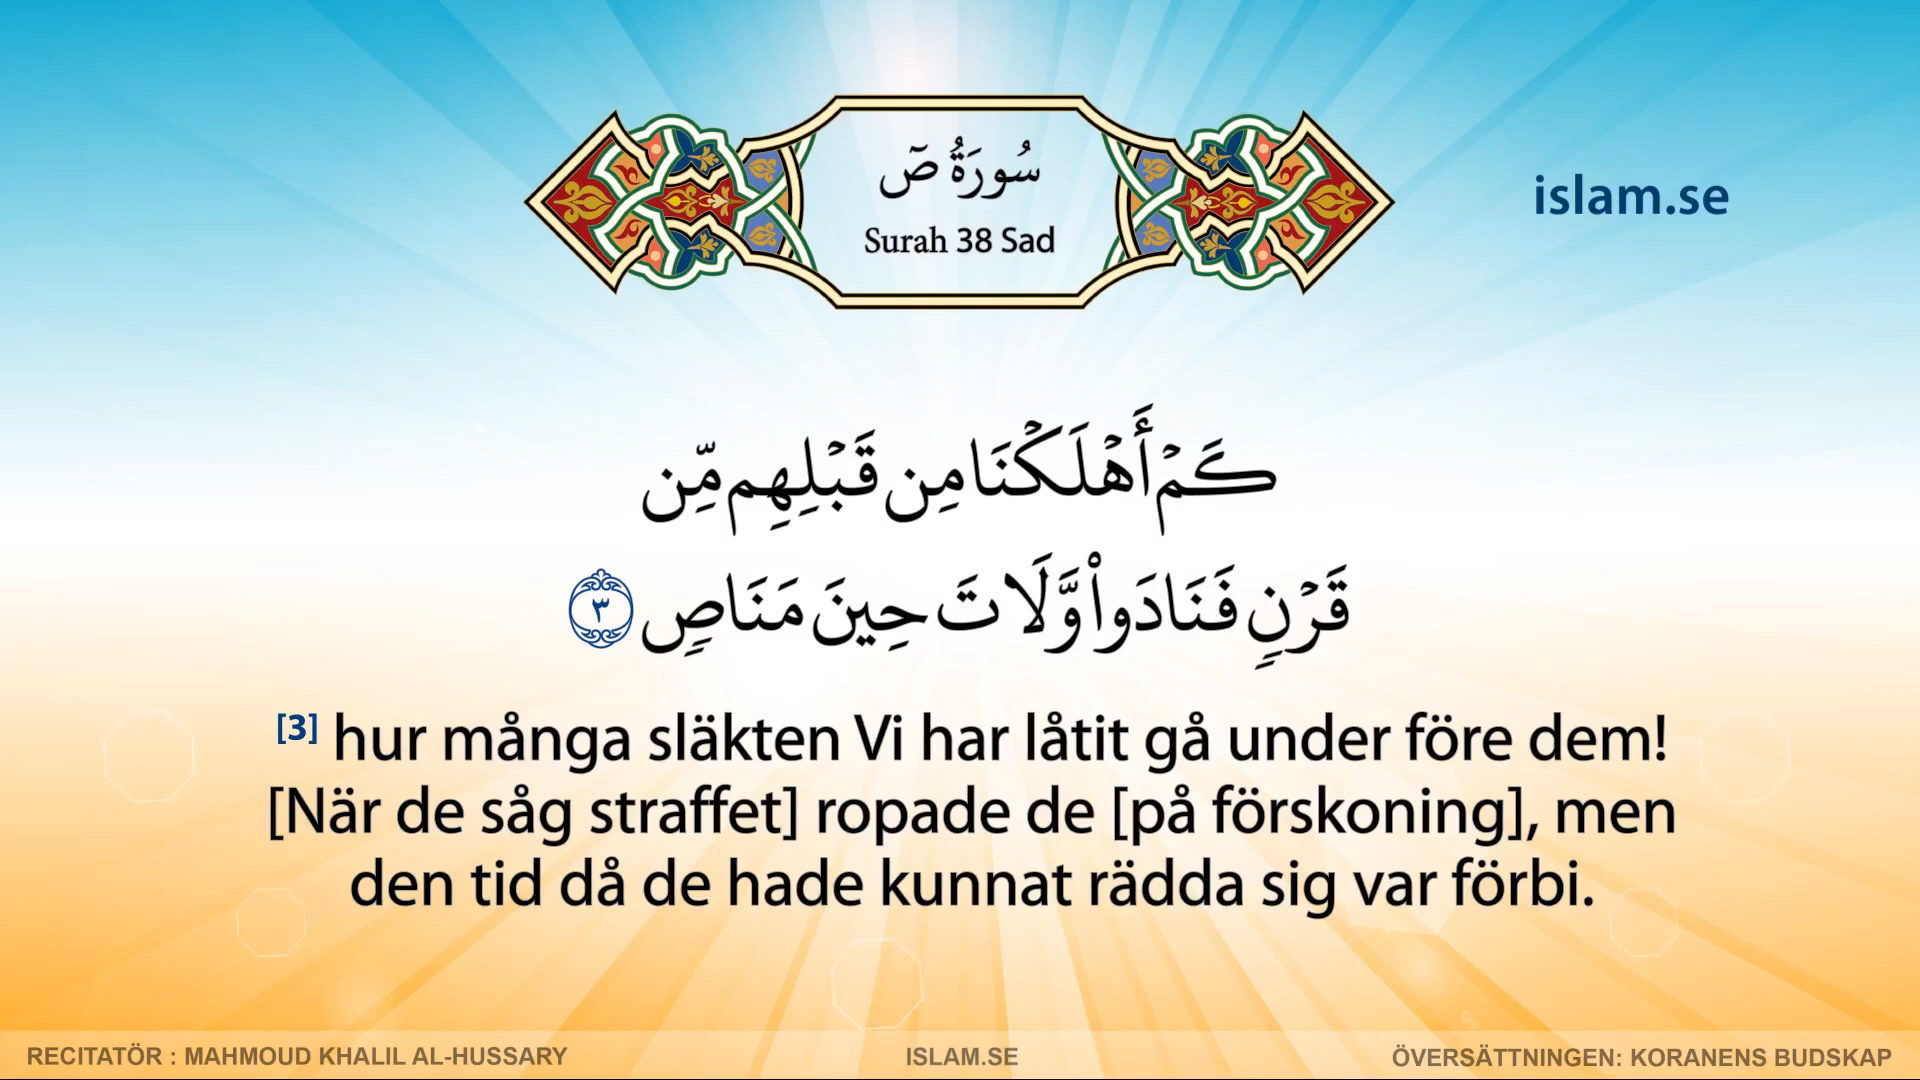 سُورَةُ صٓ
Surah 38 Sad
islam.se
كَمۡ أَهۡلَكۡنَا مِن قَبۡلِهِم مِّن
قَرۡنٖ فَنَادَواْ وَّلَاتَ حِينَ مَنَاصٖ ٣
[3] hur många släkten Vi har låtit gå under före dem!
[När de såg straffet] ropade de [på förskoning], men
den tid då de hade kunnat rädda sig var förbi.
RECITATÖR : MAHMOUD KHALIL AL-HUSSARY
ISLAM.SE
ÖVERSÄTTNINGEN: KORANENS BUDSKAP